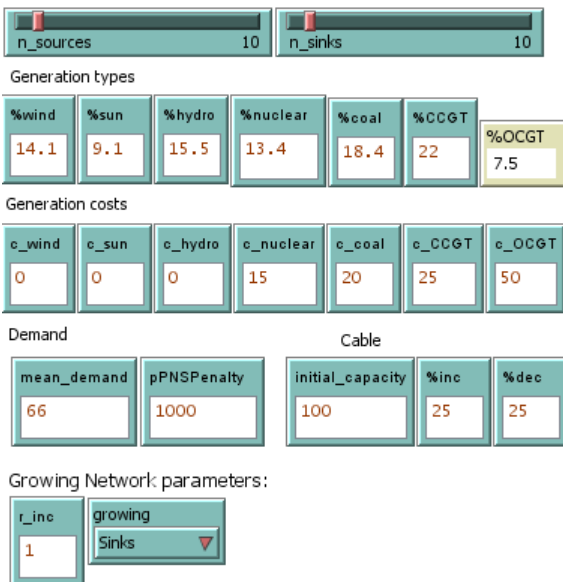 n_sources 10 n_sinks 10
Generation types
%wind %sun %hydro %nuclear %coal %CCGT %OCGT
14.1 9.1 15.5 13.4 18.4 22 7.5
Generation costs
c_wind c_sun c_hydro c_nuclear c_coal c_CCGT c_OCGT
0 0 0 15 20 25 50
Demand Cable
mean_demand pPNSPenalty initial_capacity %inc %dec
66 1000 100 25 25
Growing Network parameters:
r_inc growing
1 Sinks